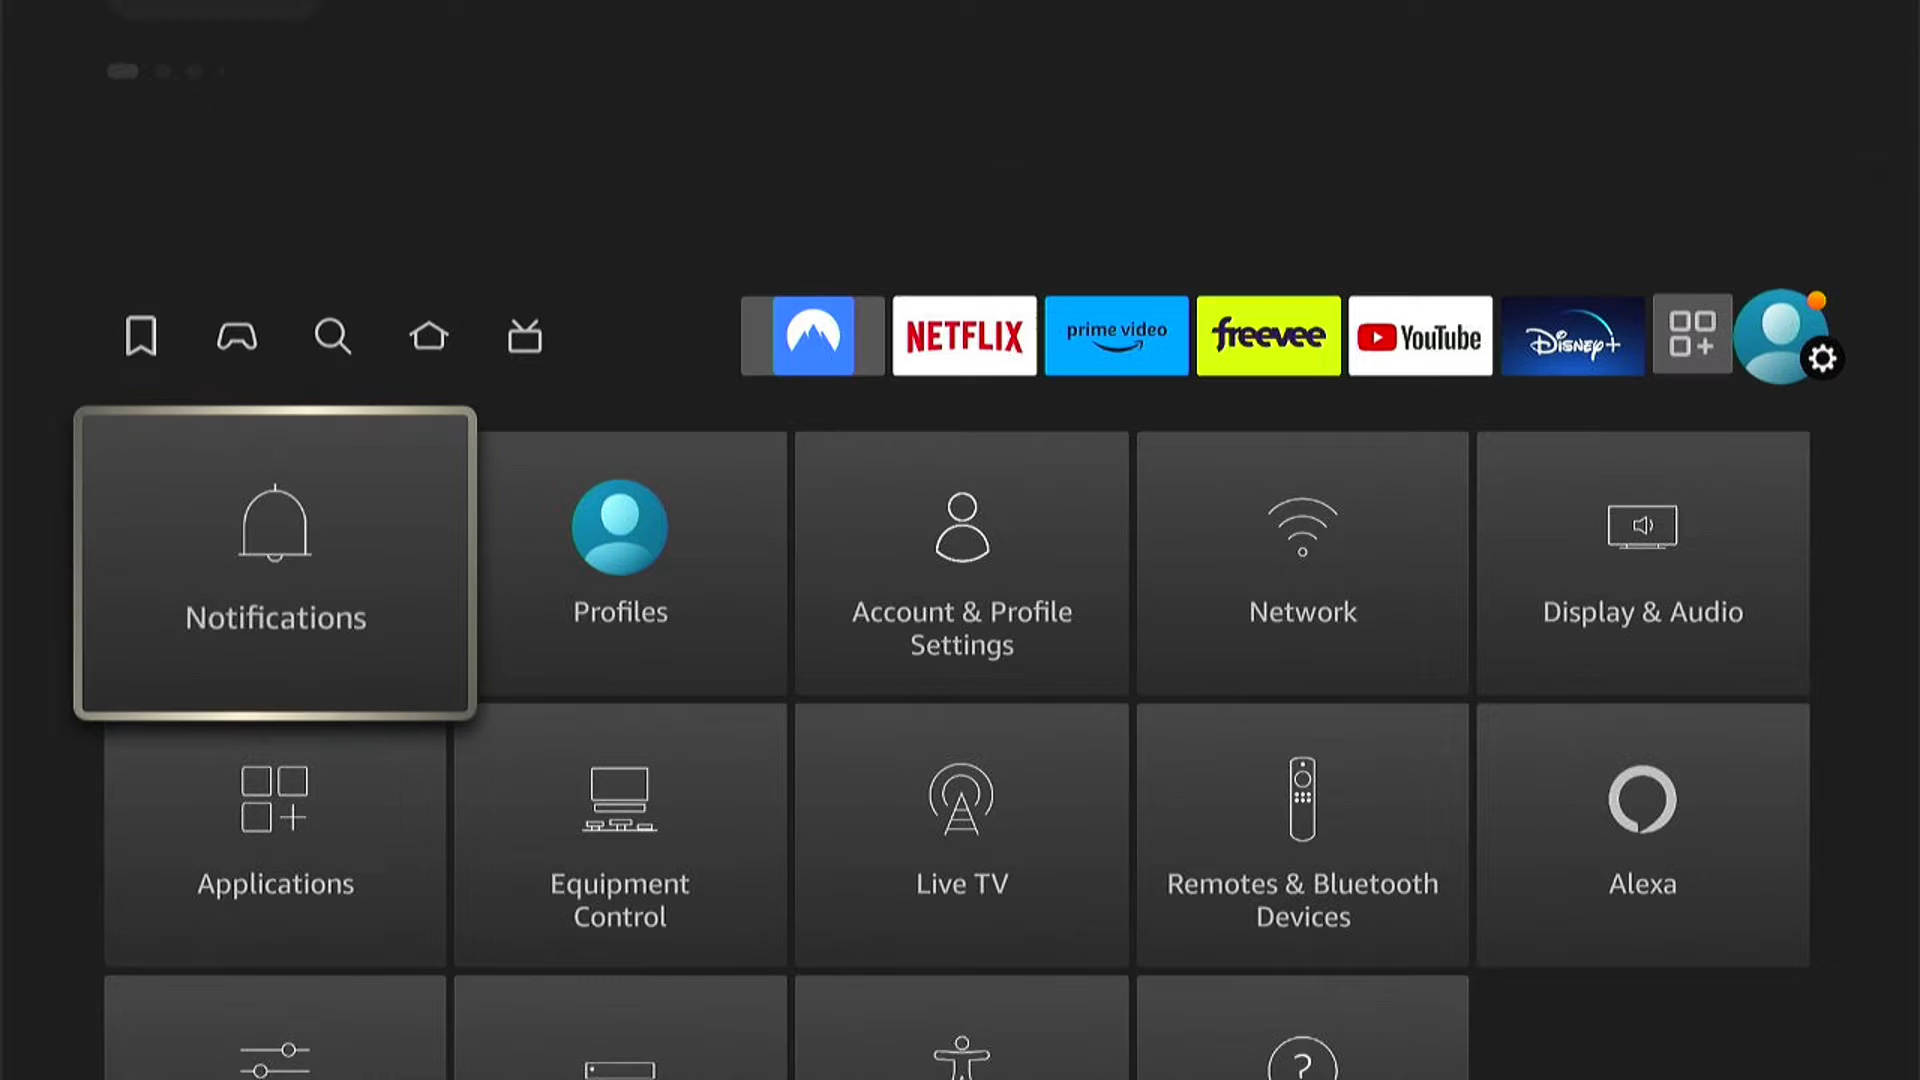 NETFLIX
prime video
freevee
YouTube
Disney+
Notifications
Profiles
Account & Profile
Settings
Network
Display & Audio
Applications
Equipment
Control
Live TV
Remotes & Bluetooth
Devices
Alexa
?